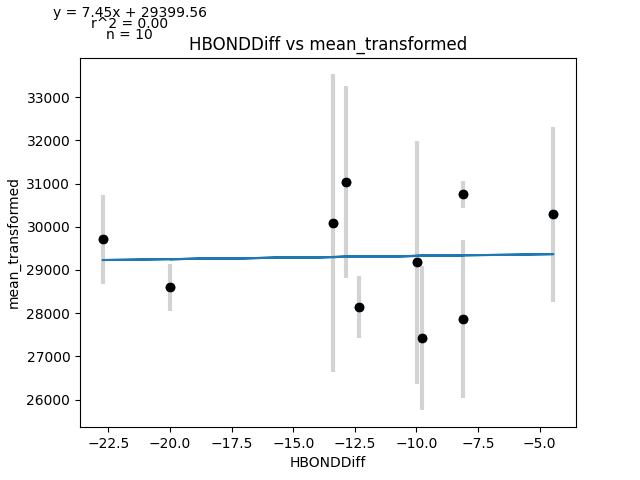 y = 7.45x + 29399.56
r^2 = 0.00
n = 10
HBONDDiff vs mean_transformed
mean_transformed
33000
32000
31000
30000
29000
28000
27000
26000
−22.5
−20.0
−17.5
−15.0
−12.5
−10.0
−7.5
−5.0
HBONDDiff